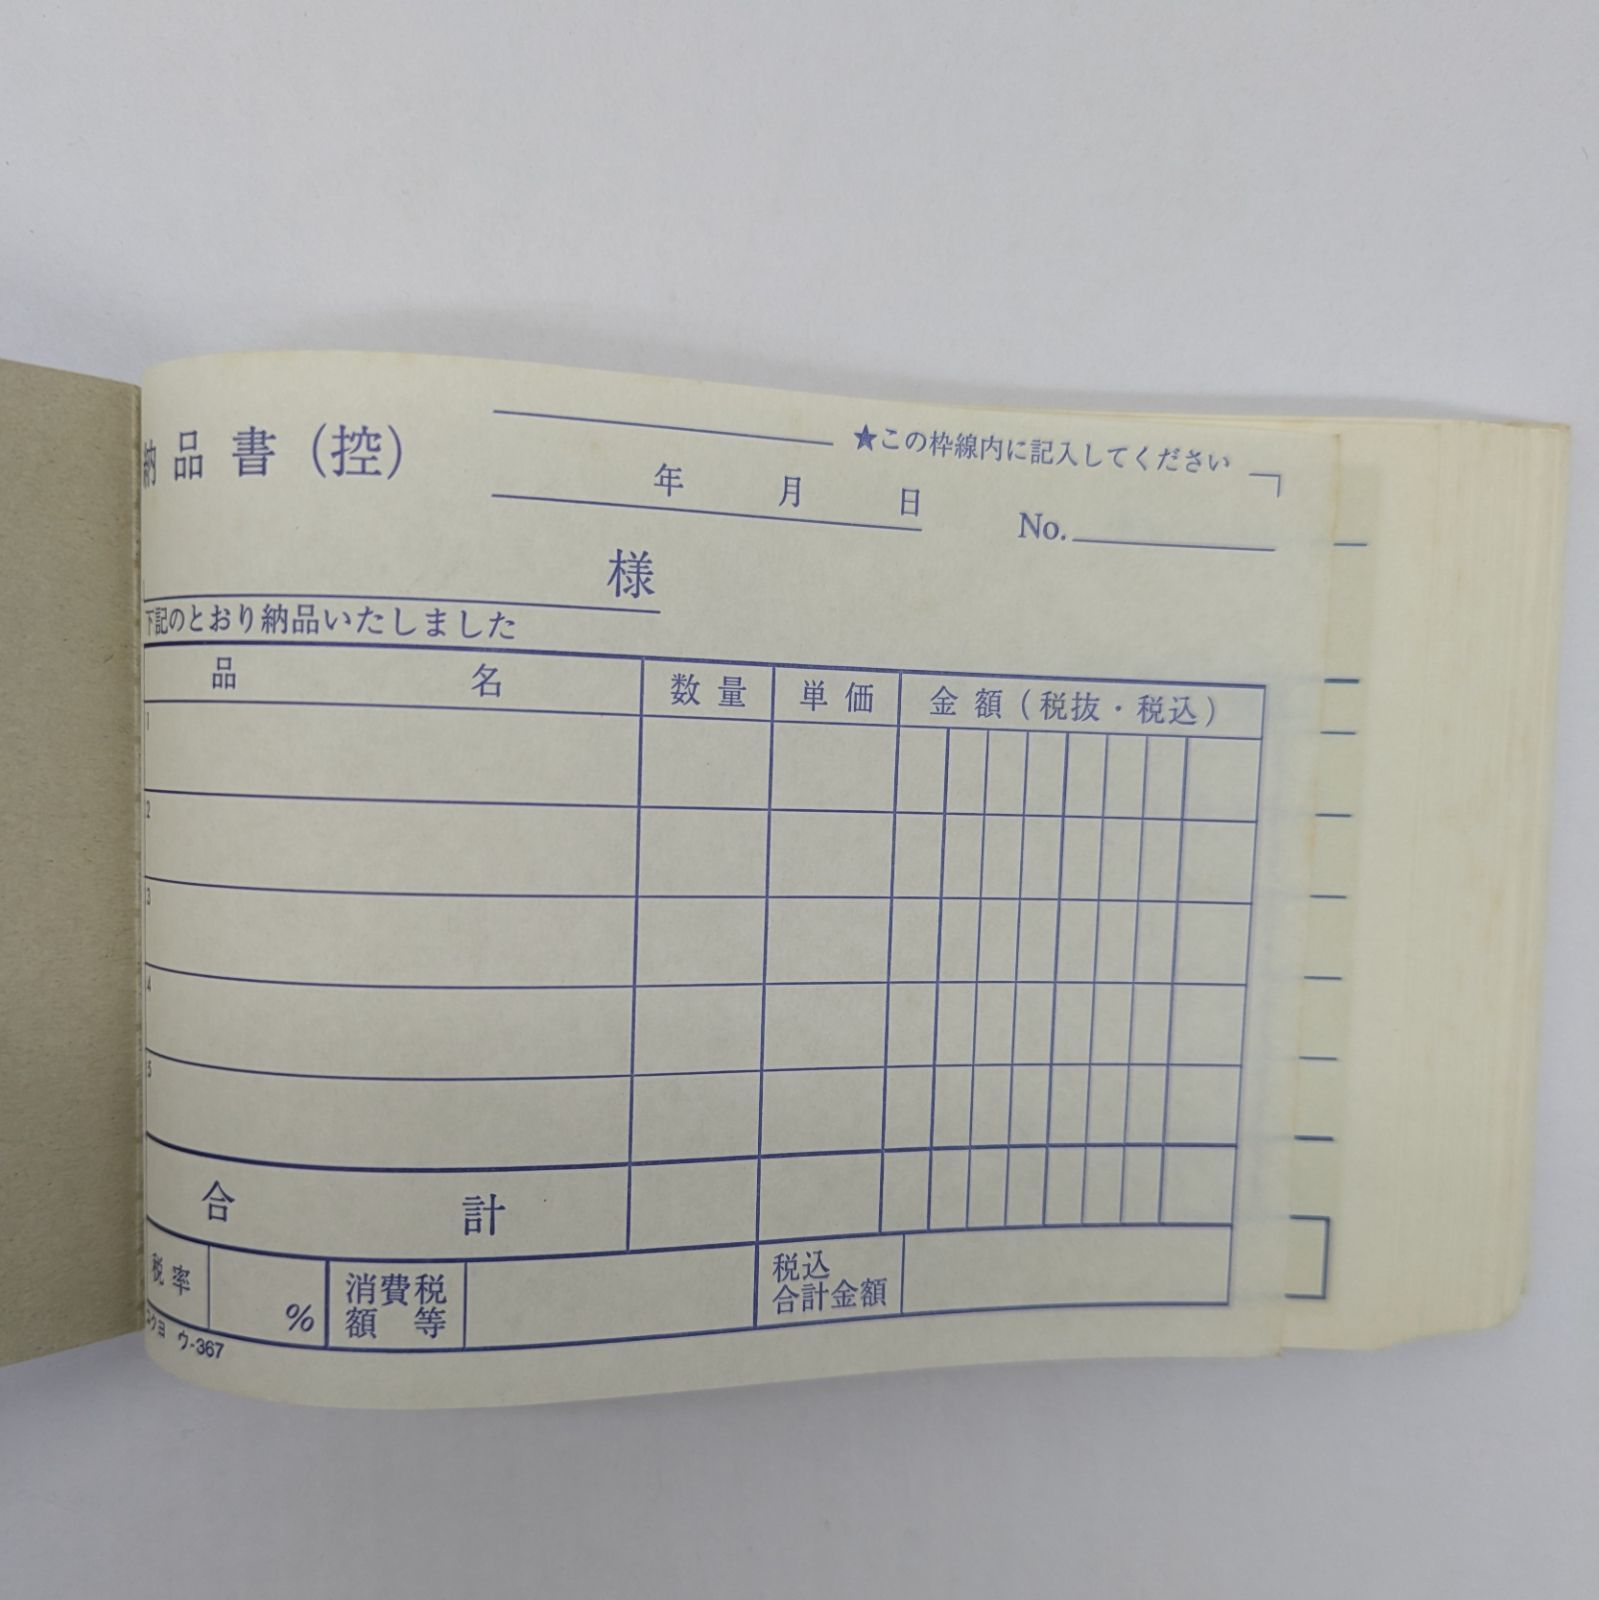 納品書（控）
★この枠線内に記入してください
年 月 日
No.
様
下記のとおり納品いたしました
品 名 数量 単価 金額（税抜・税込）
1
2
3
4
5
合 計
税率 % 消費税額等 税込合計金額
コクヨ ウ-367